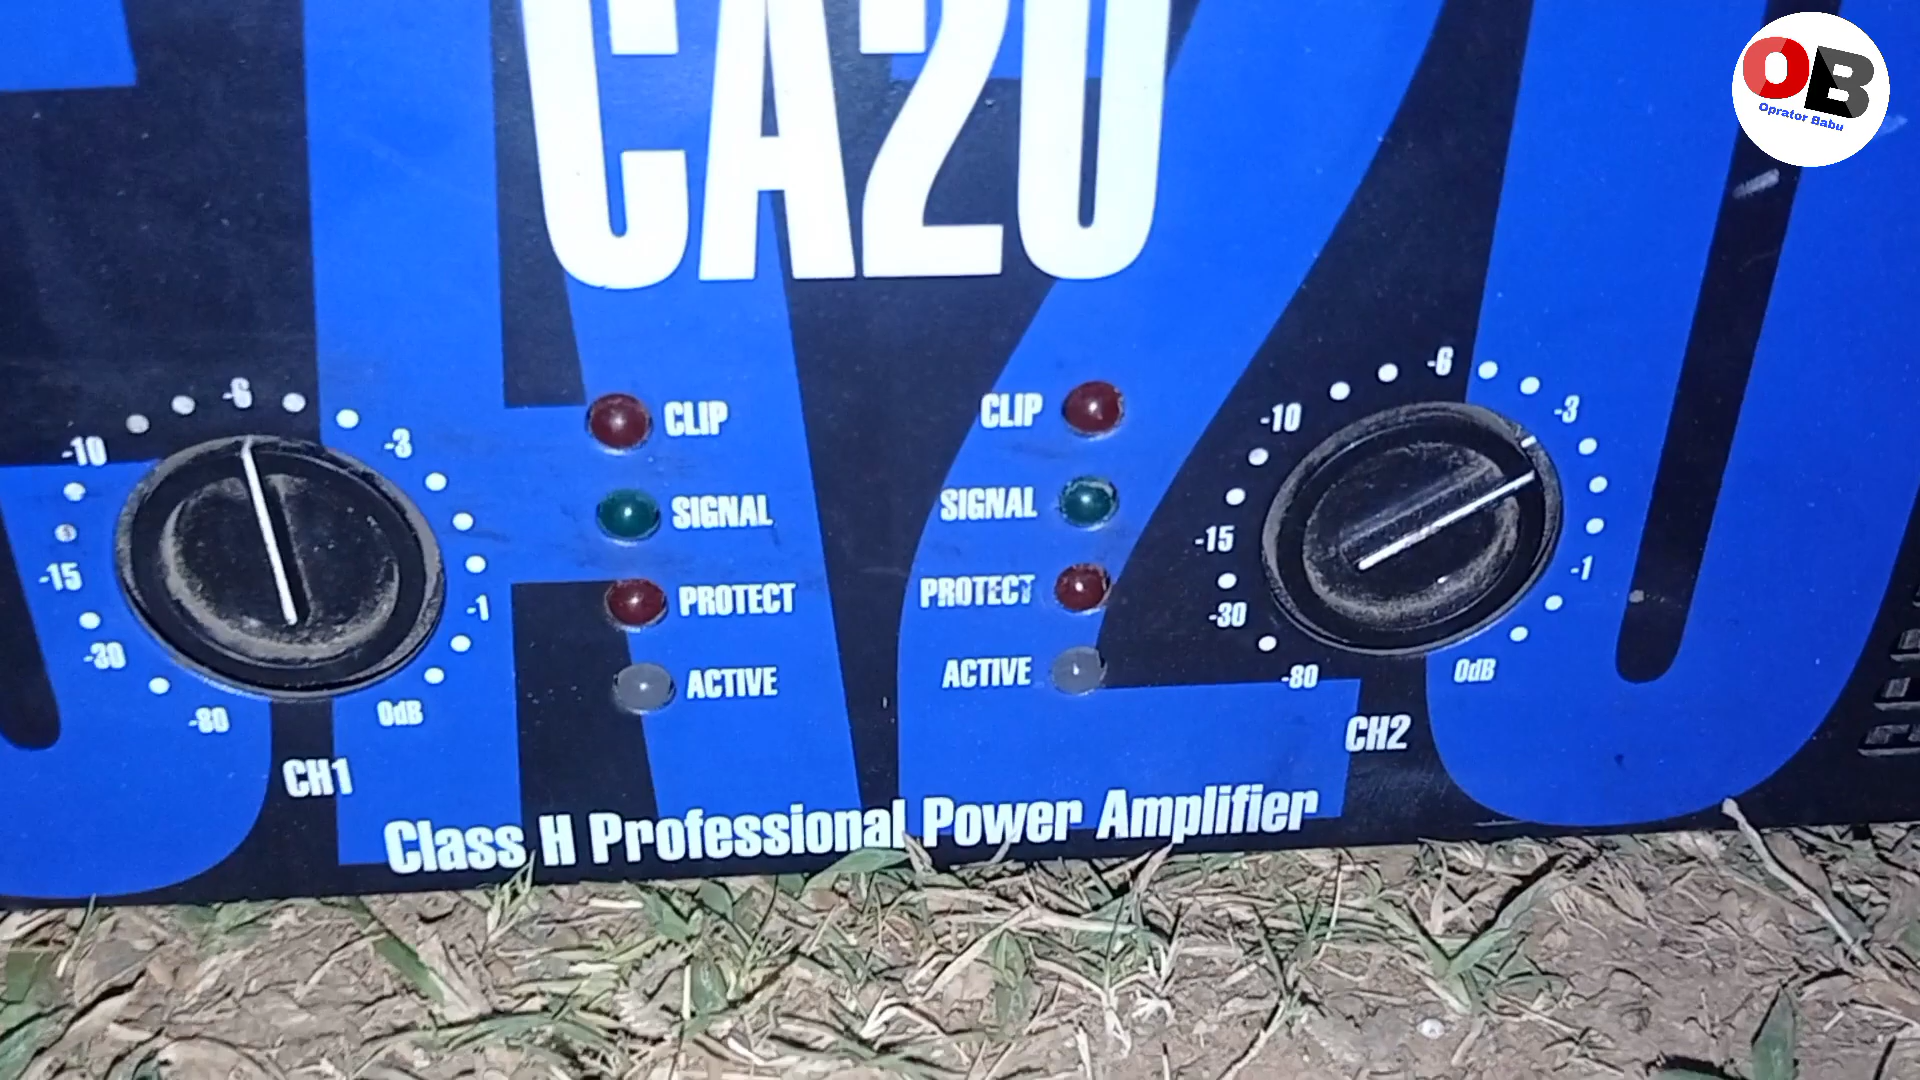 CA20
OB
Oprator Babu
-6
-3
-10
-15
-1
-30
-80
0dB
CH1
CLIP
SIGNAL
PROTECT
ACTIVE
CLIP
SIGNAL
PROTECT
ACTIVE
-6
-3
-10
-15
-1
-30
-80
0dB
CH2
Class H Professional Power Amplifier